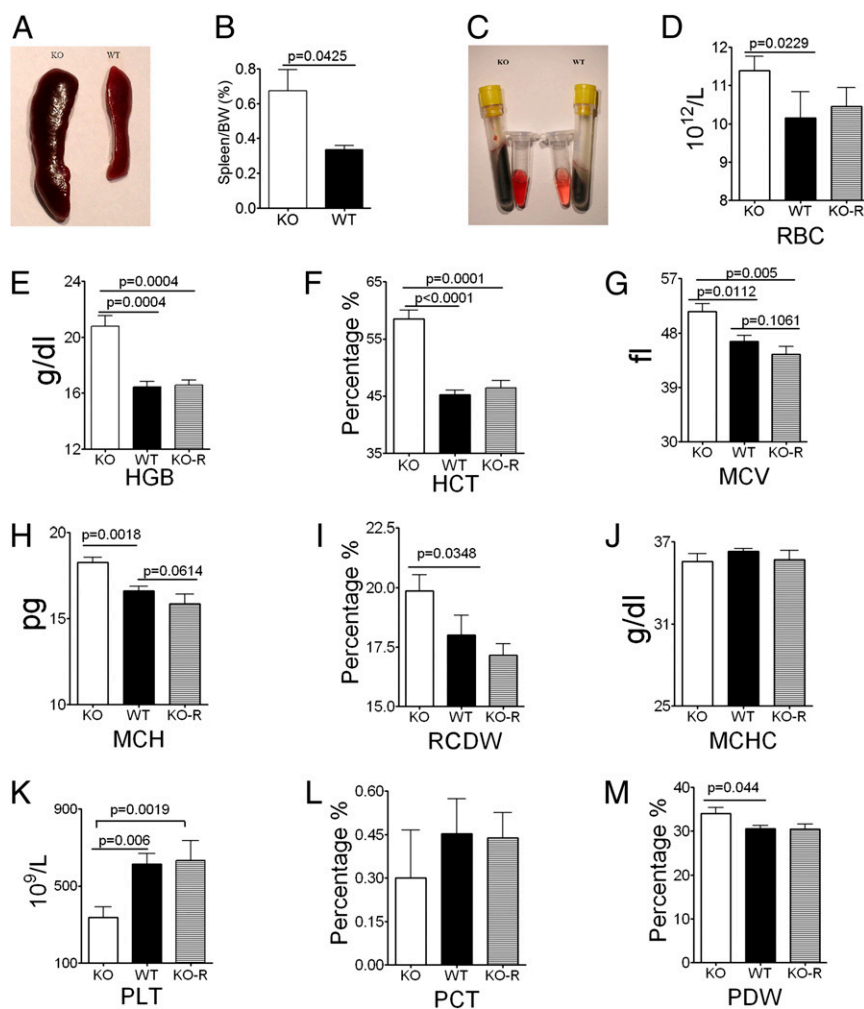 A
KO
WT
B
p=0.0425
Spleen/BW (%)
0.8
0.6
0.4
0.2
0.0
KO
WT
C
KO
WT
D
p=0.0229
10^12/L
12
11
10
9
8
KO
WT
KO-R
RBC
E
p=0.0004
p=0.0004
g/dl
24
20
16
12
KO
WT
KO-R
HGB
F
p=0.0001
p<0.0001
Percentage %
65
55
45
35
KO
WT
KO-R
HCT
G
p=0.005
p=0.0112
p=0.1061
fl
57
48
39
30
KO
WT
KO-R
MCV
H
p=0.0018
p=0.0614
pg
20
18
15
13
10
KO
WT
KO-R
MCH
I
p=0.0348
Percentage %
22.5
20.0
17.5
15.0
KO
WT
KO-R
RCDW
J
g/dl
37
31
25
KO
WT
KO-R
MCHC
K
p=0.0019
p=0.006
10^9/L
900
500
100
KO
WT
KO-R
PLT
L
Percentage %
0.60
0.45
0.30
0.15
0.00
KO
WT
KO-R
PCT
M
p=0.044
Percentage %
40
30
20
10
0
KO
WT
KO-R
PDW